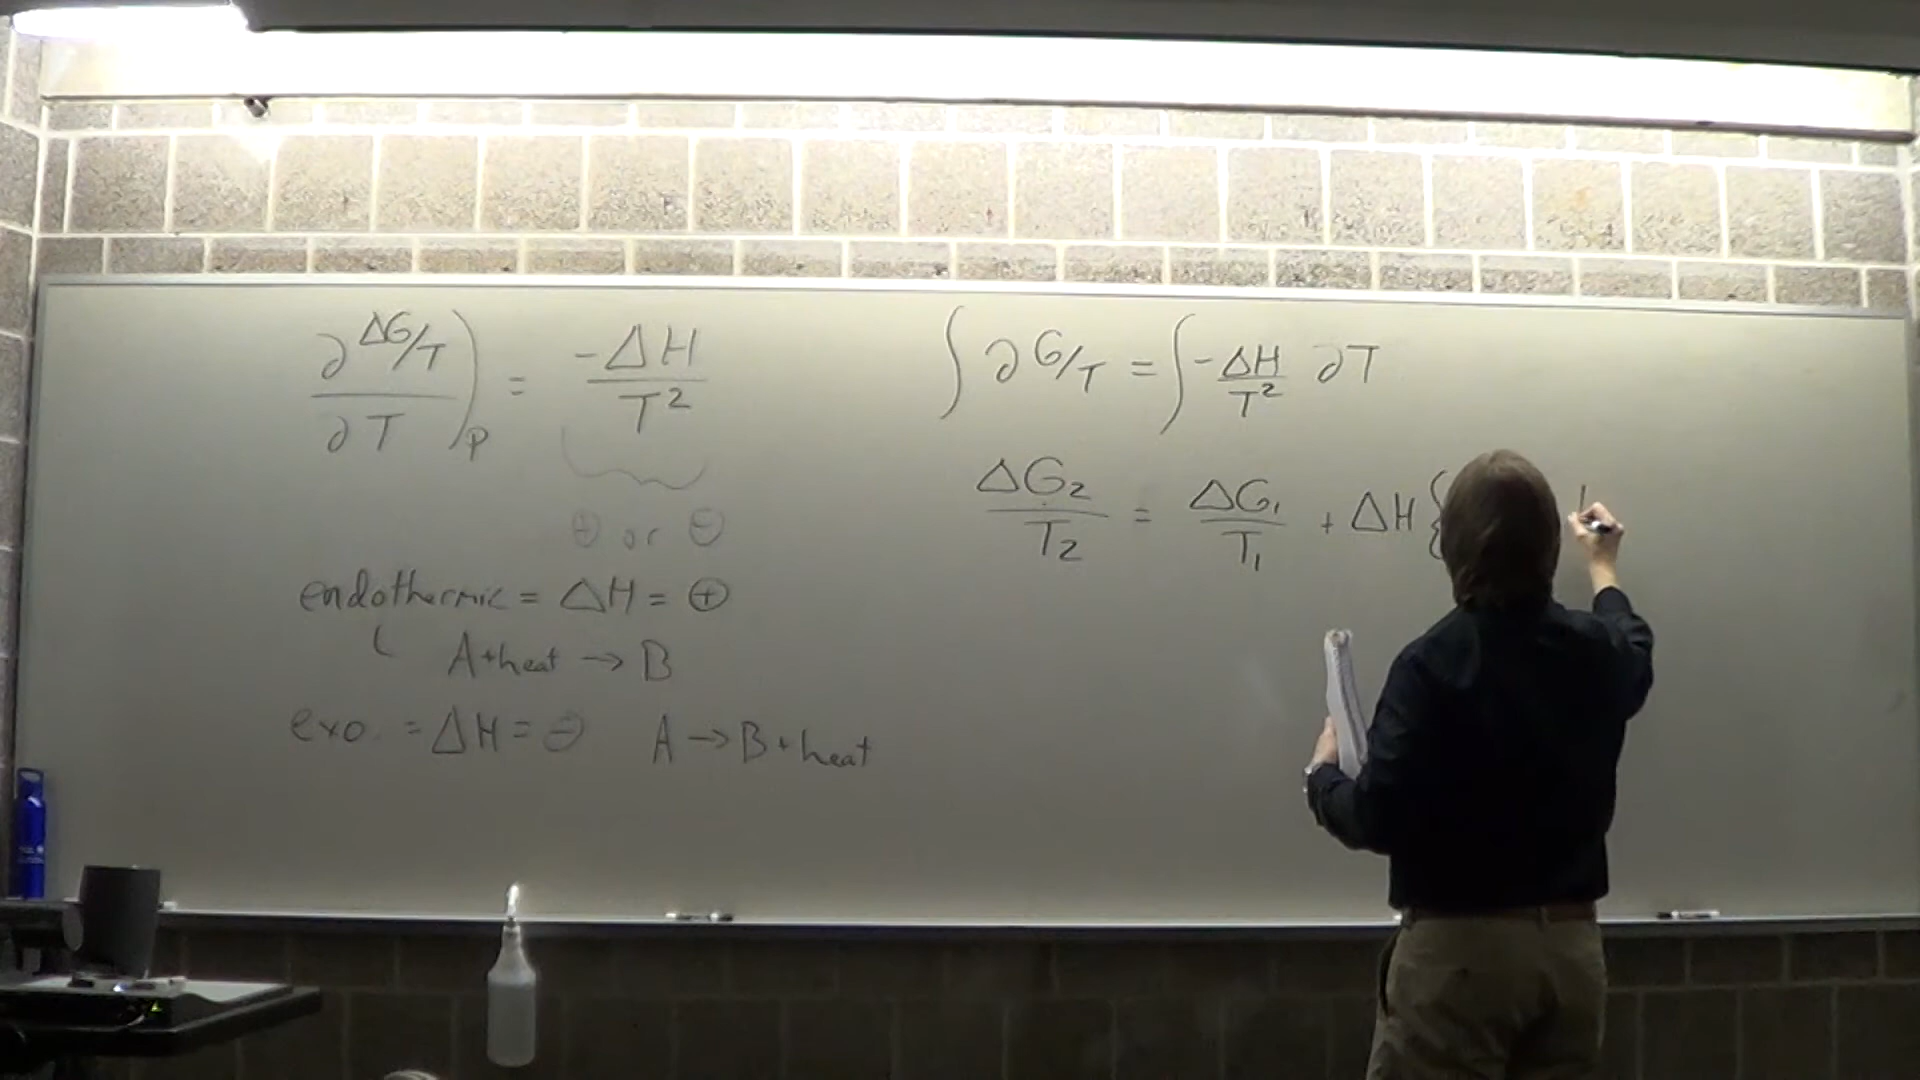 ∂ΔG/T / ∂T )P = -ΔH / T²
⊕ or ⊖
endothermic = ΔH = ⊕
A+heat → B
exo. = ΔH = ⊖ A → B + heat
∫ ∂ G/T = ∫ - ΔH/T² ∂T
ΔG₂ / T₂ = ΔG₁ / T₁ + ΔH {